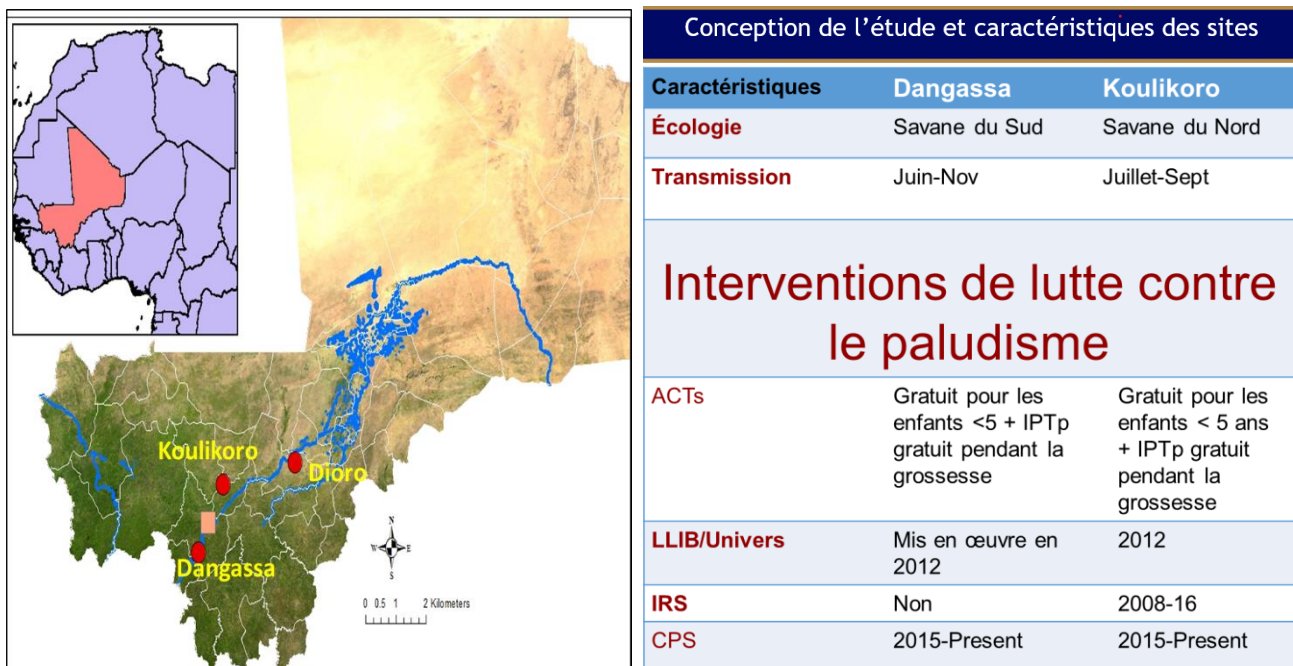 Koulikoro
Dioro
Dangassa
N
W E
S
0 0.5 1 2 Kilometers
Conception de l’étude et caractéristiques des sites
Caractéristiques Dangassa Koulikoro
Écologie Savane du Sud Savane du Nord
Transmission Juin-Nov Juillet-Sept
Interventions de lutte contre
le paludisme
ACTs Gratuit pour les Gratuit pour les
enfants <5 + IPTp enfants < 5 ans
gratuit pendant la + IPTp gratuit
grossesse pendant la
grossesse
LLIB/Univers Mis en œuvre en 2012
2012
IRS Non 2008-16
CPS 2015-Present 2015-Present